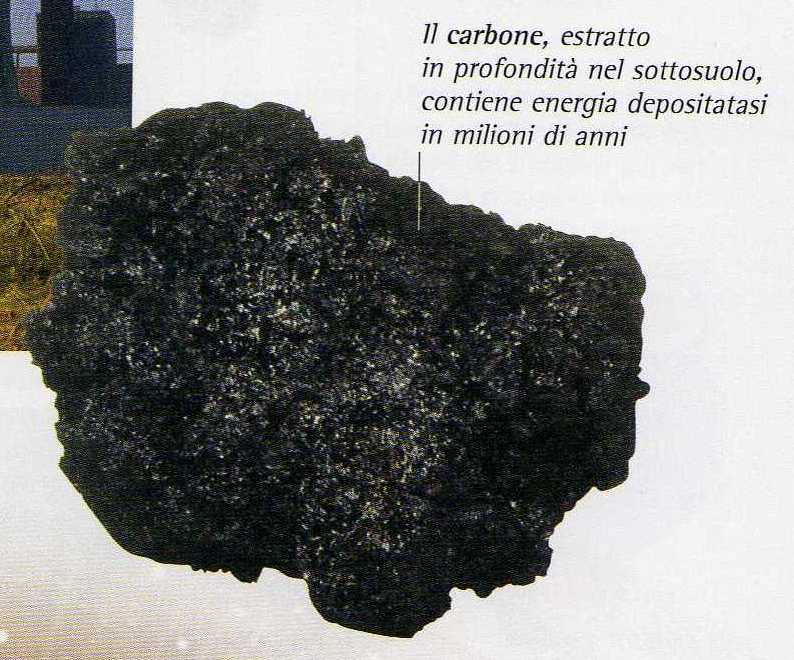 Il carbone, estratto
in profondità nel sottosuolo,
contiene energia depositatasi
in milioni di anni